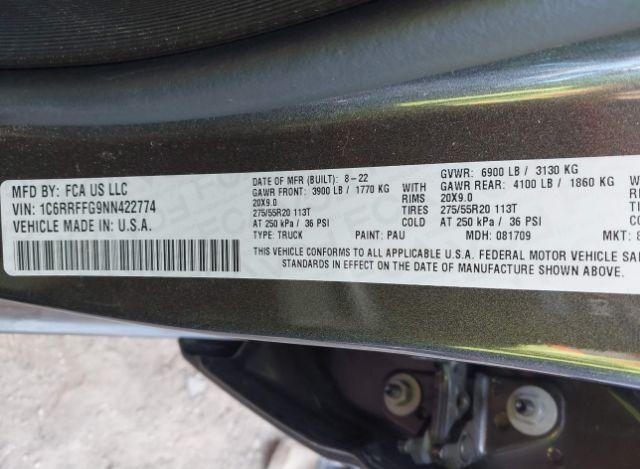 MFD BY: FCA US LLC
VIN: 1C6RRFFG9NN422774
VEHICLE MADE IN: U.S.A.
DATE OF MFR (BUILT): 8-22 GVWR: 6900 LB / 3130 KG
GAWR FRONT: 3900 LB / 1770 KG WITH GAWR REAR: 4100 LB / 1860 KG
20X9.0 RIMS 20X9.0
275/55R20 113T TIRES 275/55R20 113T
AT 250 kPa / 36 PSI COLD AT 250 kPa / 36 PSI
TYPE: TRUCK PAINT: PAU MDH: 081709 MKT:
THIS VEHICLE CONFORMS TO ALL APPLICABLE U.S.A. FEDERAL MOTOR VEHICLE
STANDARDS IN EFFECT ON THE DATE OF MANUFACTURE SHOWN ABOVE.